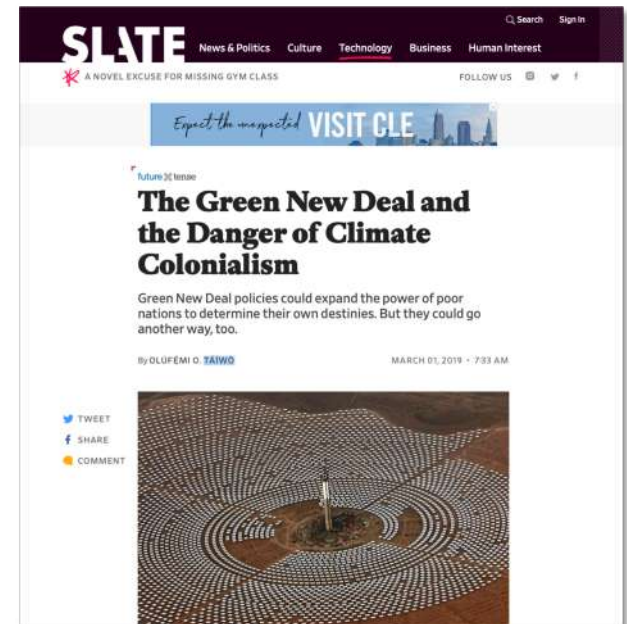 Search Sign In
SLATE
News & Politics Culture Technology Business Human Interest
A NOVEL EXCUSE FOR MISSING GYM CLASS
FOLLOW US
Expect the unexpected VISIT CLE
future tense
The Green New Deal and
the Danger of Climate
Colonialism
Green New Deal policies could expand the power of poor
nations to determine their own destinies. But they could go
another way, too.
By OLÚFÉMI O. TÁÍWÒ
MARCH 01, 2019 • 7:33 AM
TWEET
SHARE
COMMENT